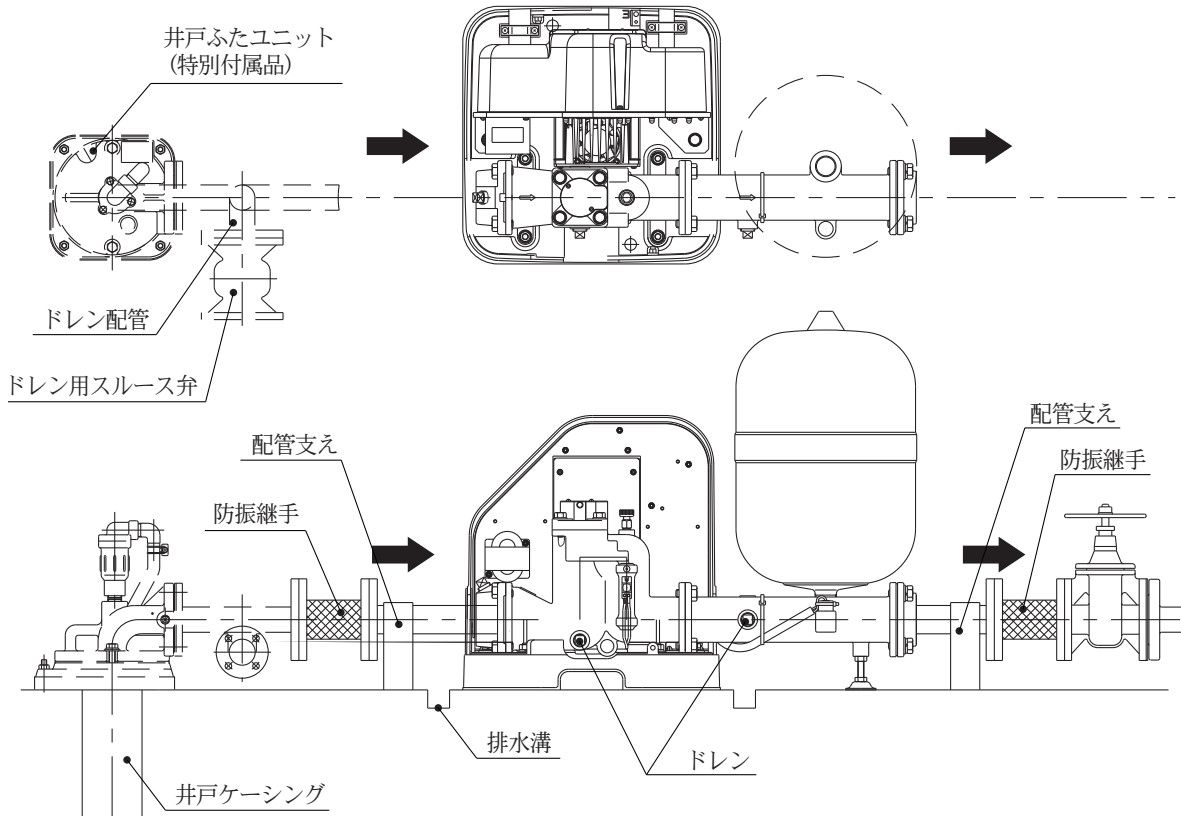 井戸ふたユニット
（特別付属品）
ドレン配管
ドレン用スルース弁
配管支え
防振継手
配管支え
防振継手
排水溝
ドレン
井戸ケーシング